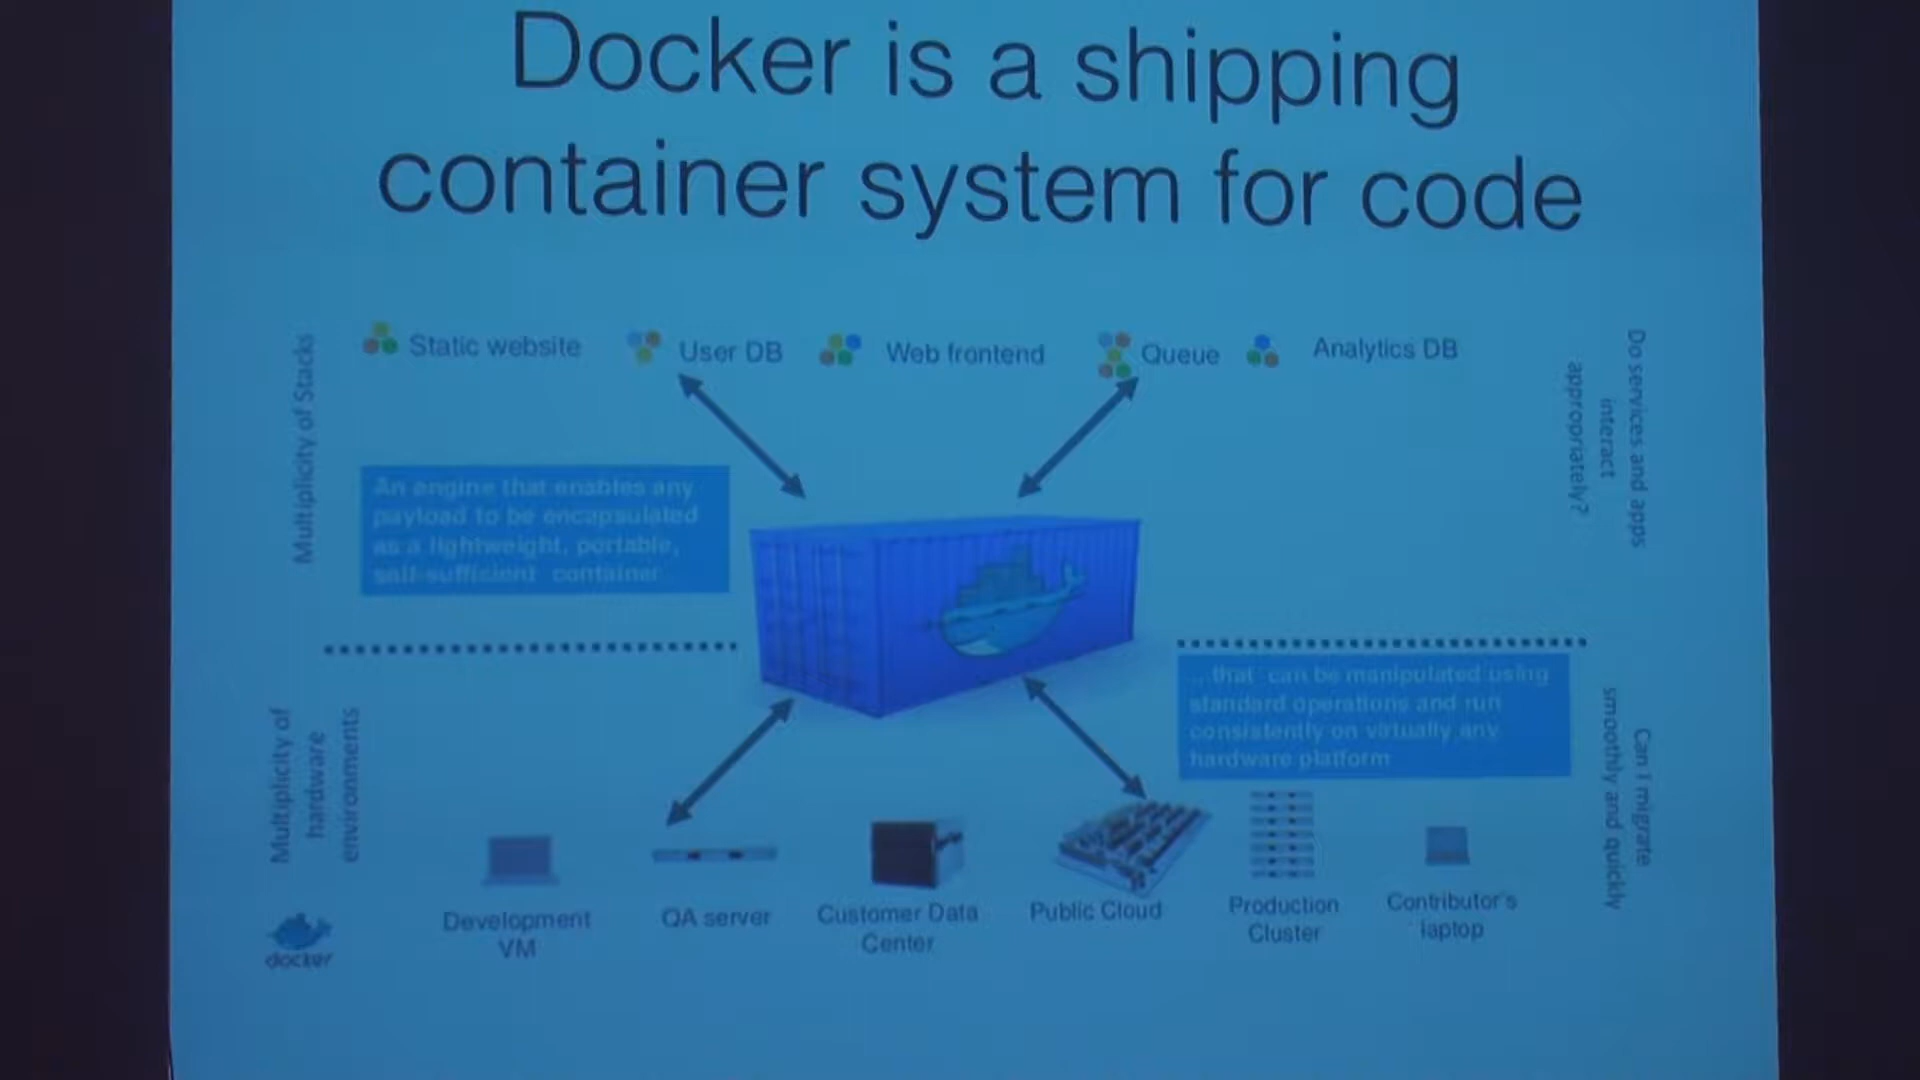 Docker is a shipping
container system for code
Multiplicity of Stacks
Static website
User DB
Web frontend
Queue
Analytics DB
Do services and apps
interact
appropriately?
An engine that enables any
payload to be encapsulated
as a lightweight, portable,
self-sufficient container...
...that can be manipulated using
standard operations and run
consistently on virtually any
hardware platform
Multiplicity of
hardware
environments
Can I migrate
smoothly and quickly
Development
VM
QA server
Customer Data
Center
Public Cloud
Production
Cluster
Contributor's
laptop
docker